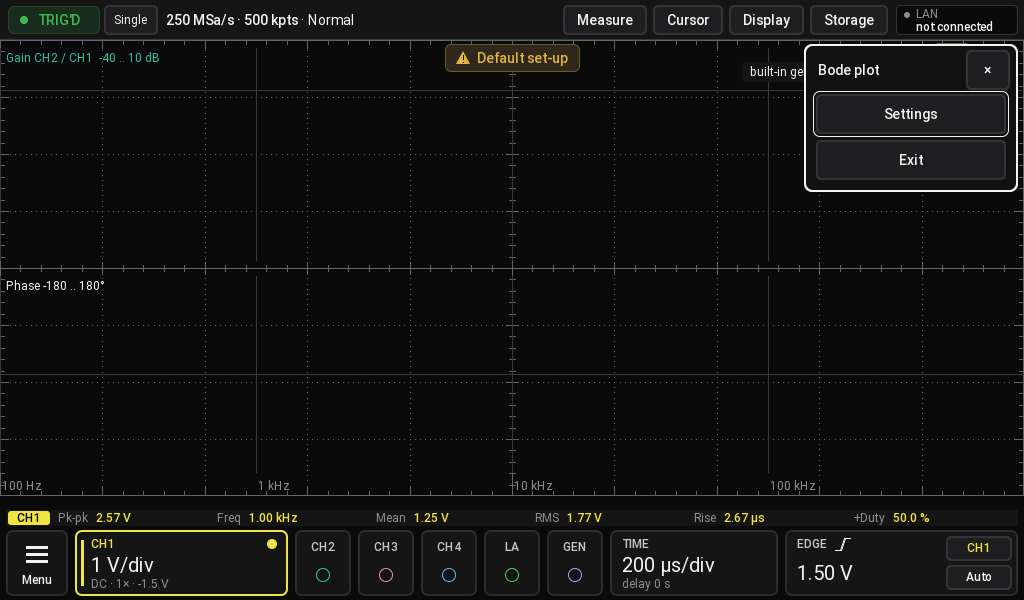 TRIG'D Single 250 MSa/s · 500 kpts · Normal Measure Cursor Display Storage LAN
not connected
Gain CH2 / CH1 -40 .. 10 dB
Default set-up
built-in ge
Bode plot ×
Settings
Exit
Phase -180 .. 180°
100 Hz 1 kHz 10 kHz 100 kHz
CH1 Pk-pk 2.57 V Freq 1.00 kHz Mean 1.25 V RMS 1.77 V Rise 2.67 µs +Duty 50.0 %
Menu
CH1
1 V/div
DC · 1× · -1.5 V
CH2 CH3 CH4 LA GEN
TIME
200 µs/div
delay 0 s
EDGE
1.50 V
CH1
Auto